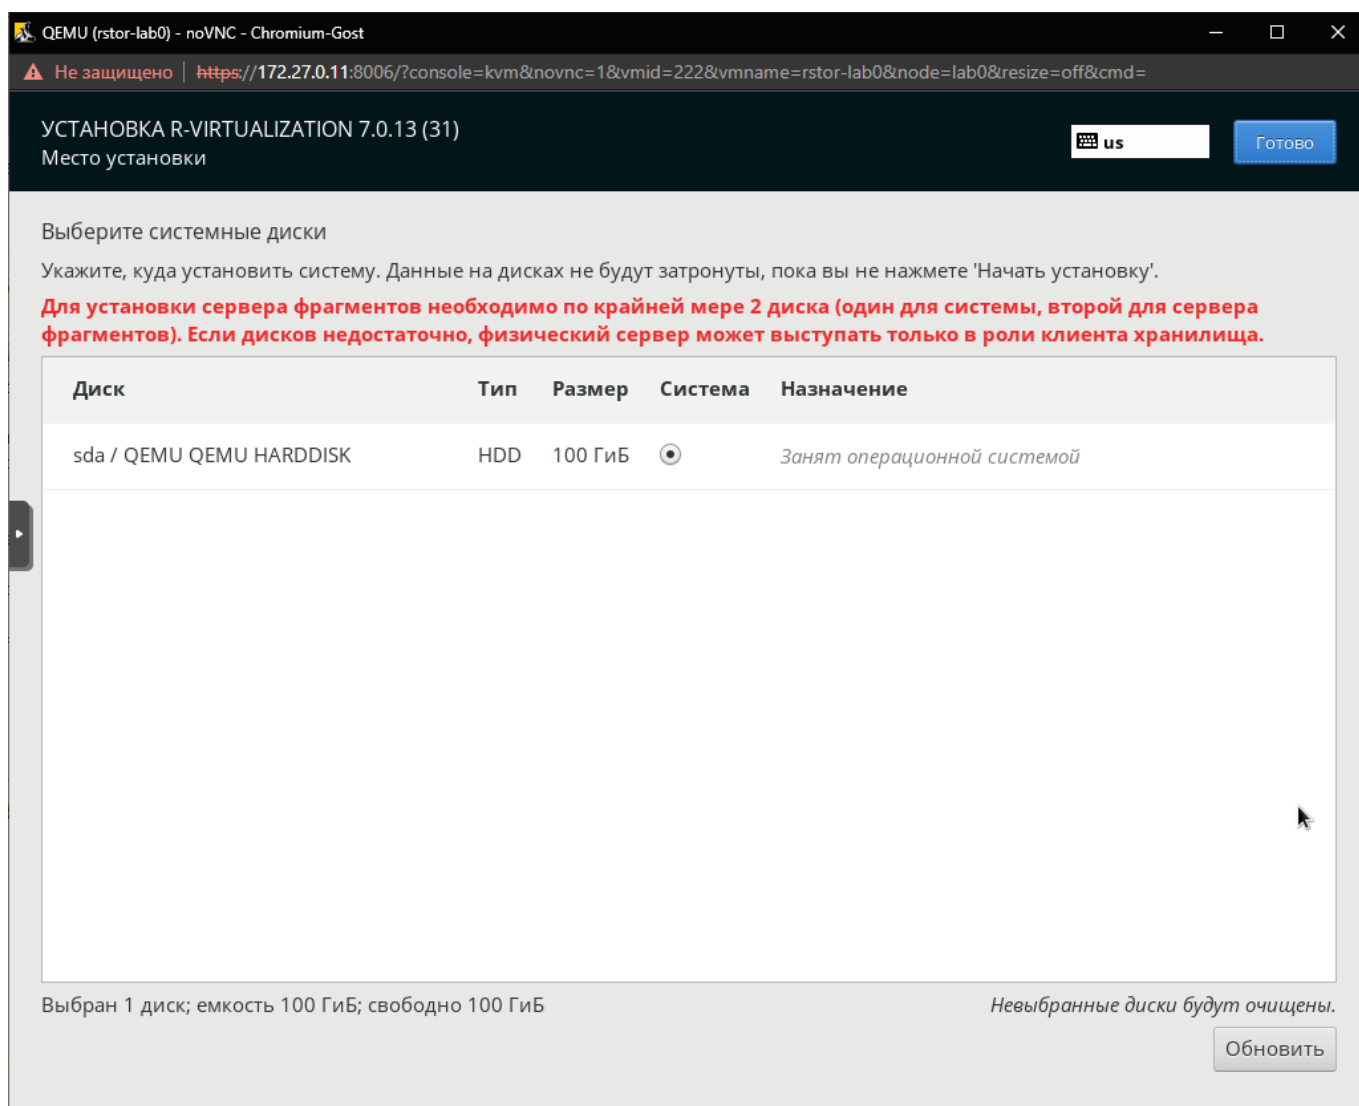 QEMU (rstor-lab0) - noVNC - Chromium-Gost
Не защищено | https://172.27.0.11:8006/?console=kvm&novnc=1&vmid=222&vmname=rstor-lab0&node=lab0&resize=off&cmd=
УСТАНОВКА R-VIRTUALIZATION 7.0.13 (31)
Место установки
us
Готово
Выберите системные диски
Укажите, куда установить систему. Данные на дисках не будут затронуты, пока вы не нажмете 'Начать установку'.
Для установки сервера фрагментов необходимо по крайней мере 2 диска (один для системы, второй для сервера
фрагментов). Если дисков недостаточно, физический сервер может выступать только в роли клиента хранилища.
Диск Тип Размер Система Назначение
sda / QEMU QEMU HARDDISK HDD 100 ГиБ Занят операционной системой
Выбран 1 диск; емкость 100 ГиБ; свободно 100 ГиБ
Невыбранные диски будут очищены.
Обновить